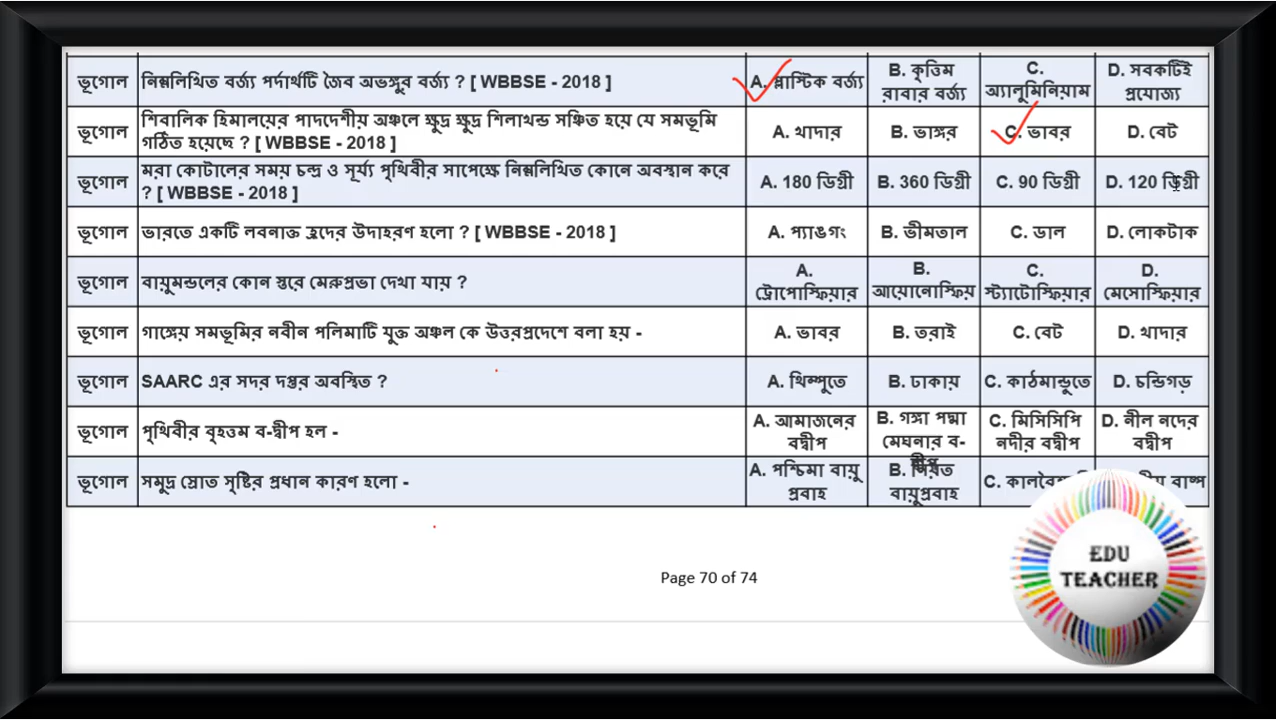 ভূগোল নিম্নলিখিত বর্জ্য পর্দাথটি জৈব অভঙ্গুর বর্জ্য ? [ WBBSE - 2018 ] A. প্লাস্টিক বর্জ্য B. কৃত্তিম রাবার বর্জ্য C. অ্যালুমিনিয়াম D. সবকটিই প্রযোজ্য
ভূগোল শিবালিক হিমালয়ের পাদদেশীয় অঞ্চলে ক্ষুদ্র ক্ষুদ্র শিলাখন্ড সঞ্চিত হয়ে যে সমভূমি
গঠিত হয়েছে ? [ WBBSE - 2018 ] A. খাদার B. ভাঙ্গর C. ভাবর D. বেট
ভূগোল মরা কোটালের সময় চন্দ্র ও সূর্য্য পৃথিবীর সাপেক্ষে নিম্নলিখিত কোনে অবস্থান করে
? [ WBBSE - 2018 ] A. 180 ডিগ্রী B. 360 ডিগ্রী C. 90 ডিগ্রী D. 120 ডিগ্রী
ভূগোল ভারতে একটি লবনাক্ত হ্রদের উদাহরণ হলো ? [ WBBSE - 2018 ] A. প্যাঙগং B. ভীমতাল C. ডাল D. লোকটাক
ভূগোল বায়ুমন্ডলের কোন স্তরে মেরুপ্রভা দেখা যায় ? A. ট্রোপোস্ফিয়ার B. আয়োনোস্ফিয় C. স্ট্যাটোস্ফিয়ার D. মেসোস্ফিয়ার
ভূগোল গাঙ্গেয় সমভূমির নবীন পলিমাটি যুক্ত অঞ্চল কে উত্তরপ্রদেশে বলা হয় - A. ভাবর B. তরাই C. বেট D. খাদার
ভূগোল SAARC এর সদর দপ্তর অবস্থিত ? A. থিম্পুতে B. ঢাকায় C. কাঠমান্ডুতে D. চন্ডিগড়
ভূগোল পৃথিবীর বৃহত্তম ব-দ্বীপ হল - A. আমাজনের বদ্বীপ B. গঙ্গা পদ্মা মেঘনার ব-দ্বীপ C. মিসিসিপি নদীর বদ্বীপ D. নীল নদের বদ্বীপ
ভূগোল সমুদ্র স্রোত সৃষ্টির প্রধান কারণ হলো - A. পশ্চিমা বায়ু প্রবাহ B. নিয়ত বায়ুপ্রবাহ C. বাষ্প
Page 70 of 74
EDU
TEACHER